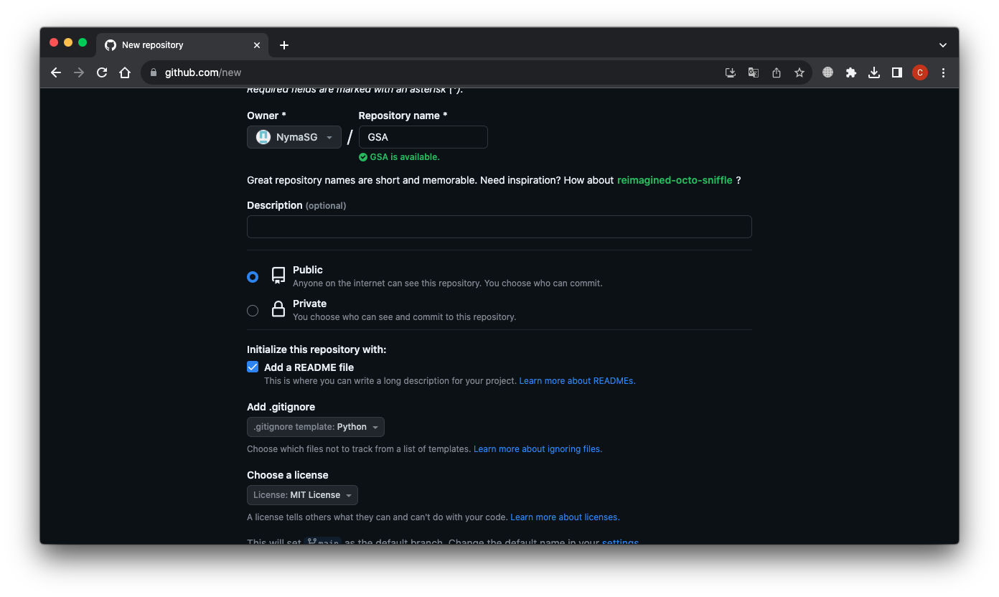 New repository
github.com/new
C
Required fields are marked with an asterisk (*).
Owner * Repository name *
NymaSG / GSA
GSA is available.
Great repository names are short and memorable. Need inspiration? How about reimagined-octo-sniffle ?
Description (optional)
Public
Anyone on the internet can see this repository. You choose who can commit.
Private
You choose who can see and commit to this repository.
Initialize this repository with:
Add a README file
This is where you can write a long description for your project. Learn more about READMEs.
Add .gitignore
.gitignore template: Python
Choose which files not to track from a list of templates. Learn more about ignoring files.
Choose a license
License: MIT License
A license tells others what they can and can't do with your code. Learn more about licenses.
This will set main as the default branch. Change the default name in your settings